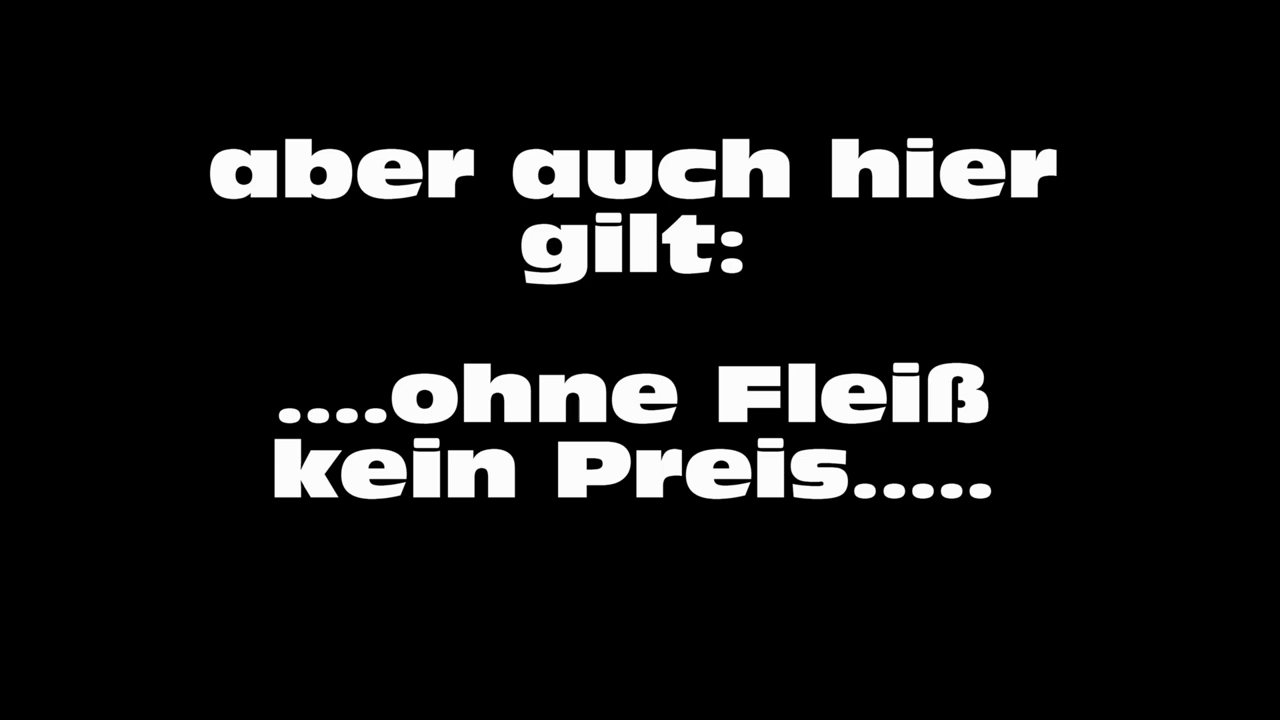 aber auch hier
gilt:
....ohne Fleiß
kein Preis.....